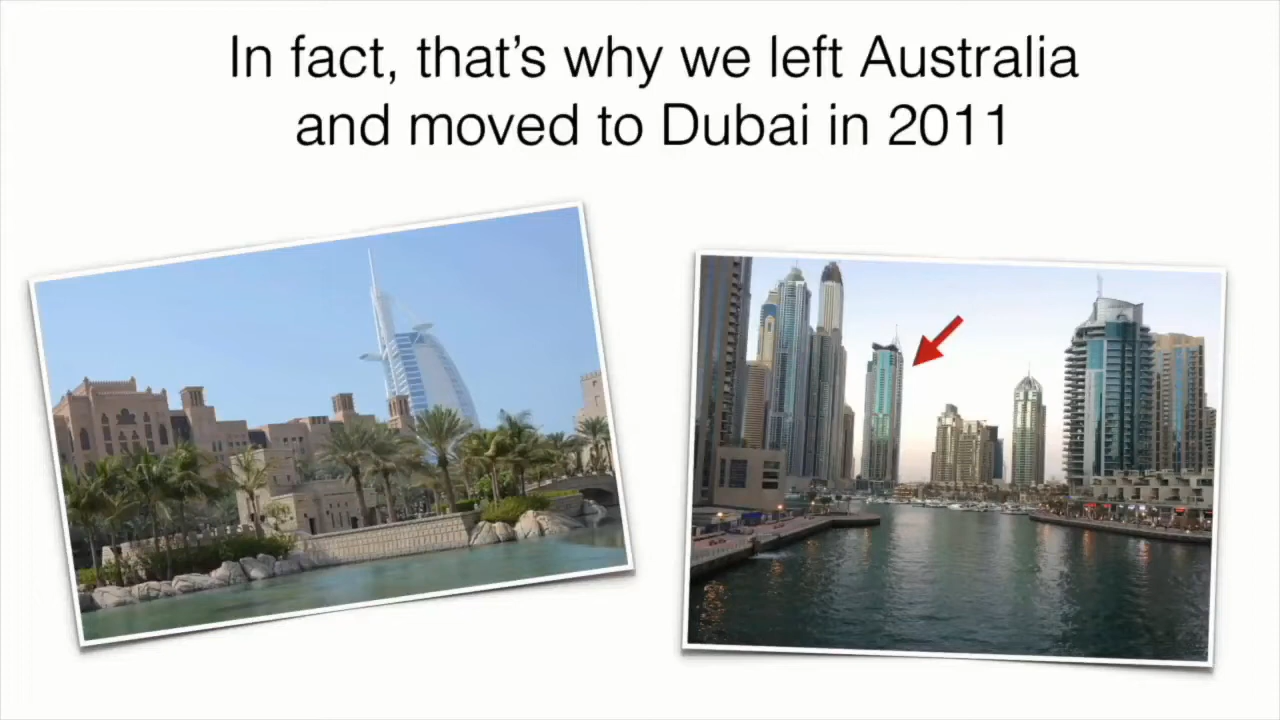 In fact, that’s why we left Australia
and moved to Dubai in 2011